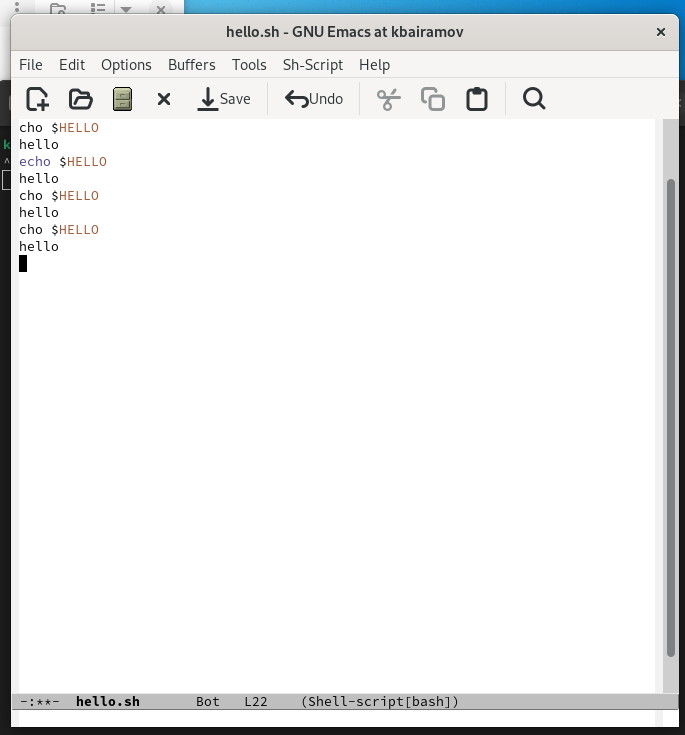 hello.sh - GNU Emacs at kbairamov
File Edit Options Buffers Tools Sh-Script Help
Save Undo
cho $HELLO
hello
echo $HELLO
hello
cho $HELLO
hello
cho $HELLO
hello
-:**- hello.sh Bot L22 (Shell-script[bash])